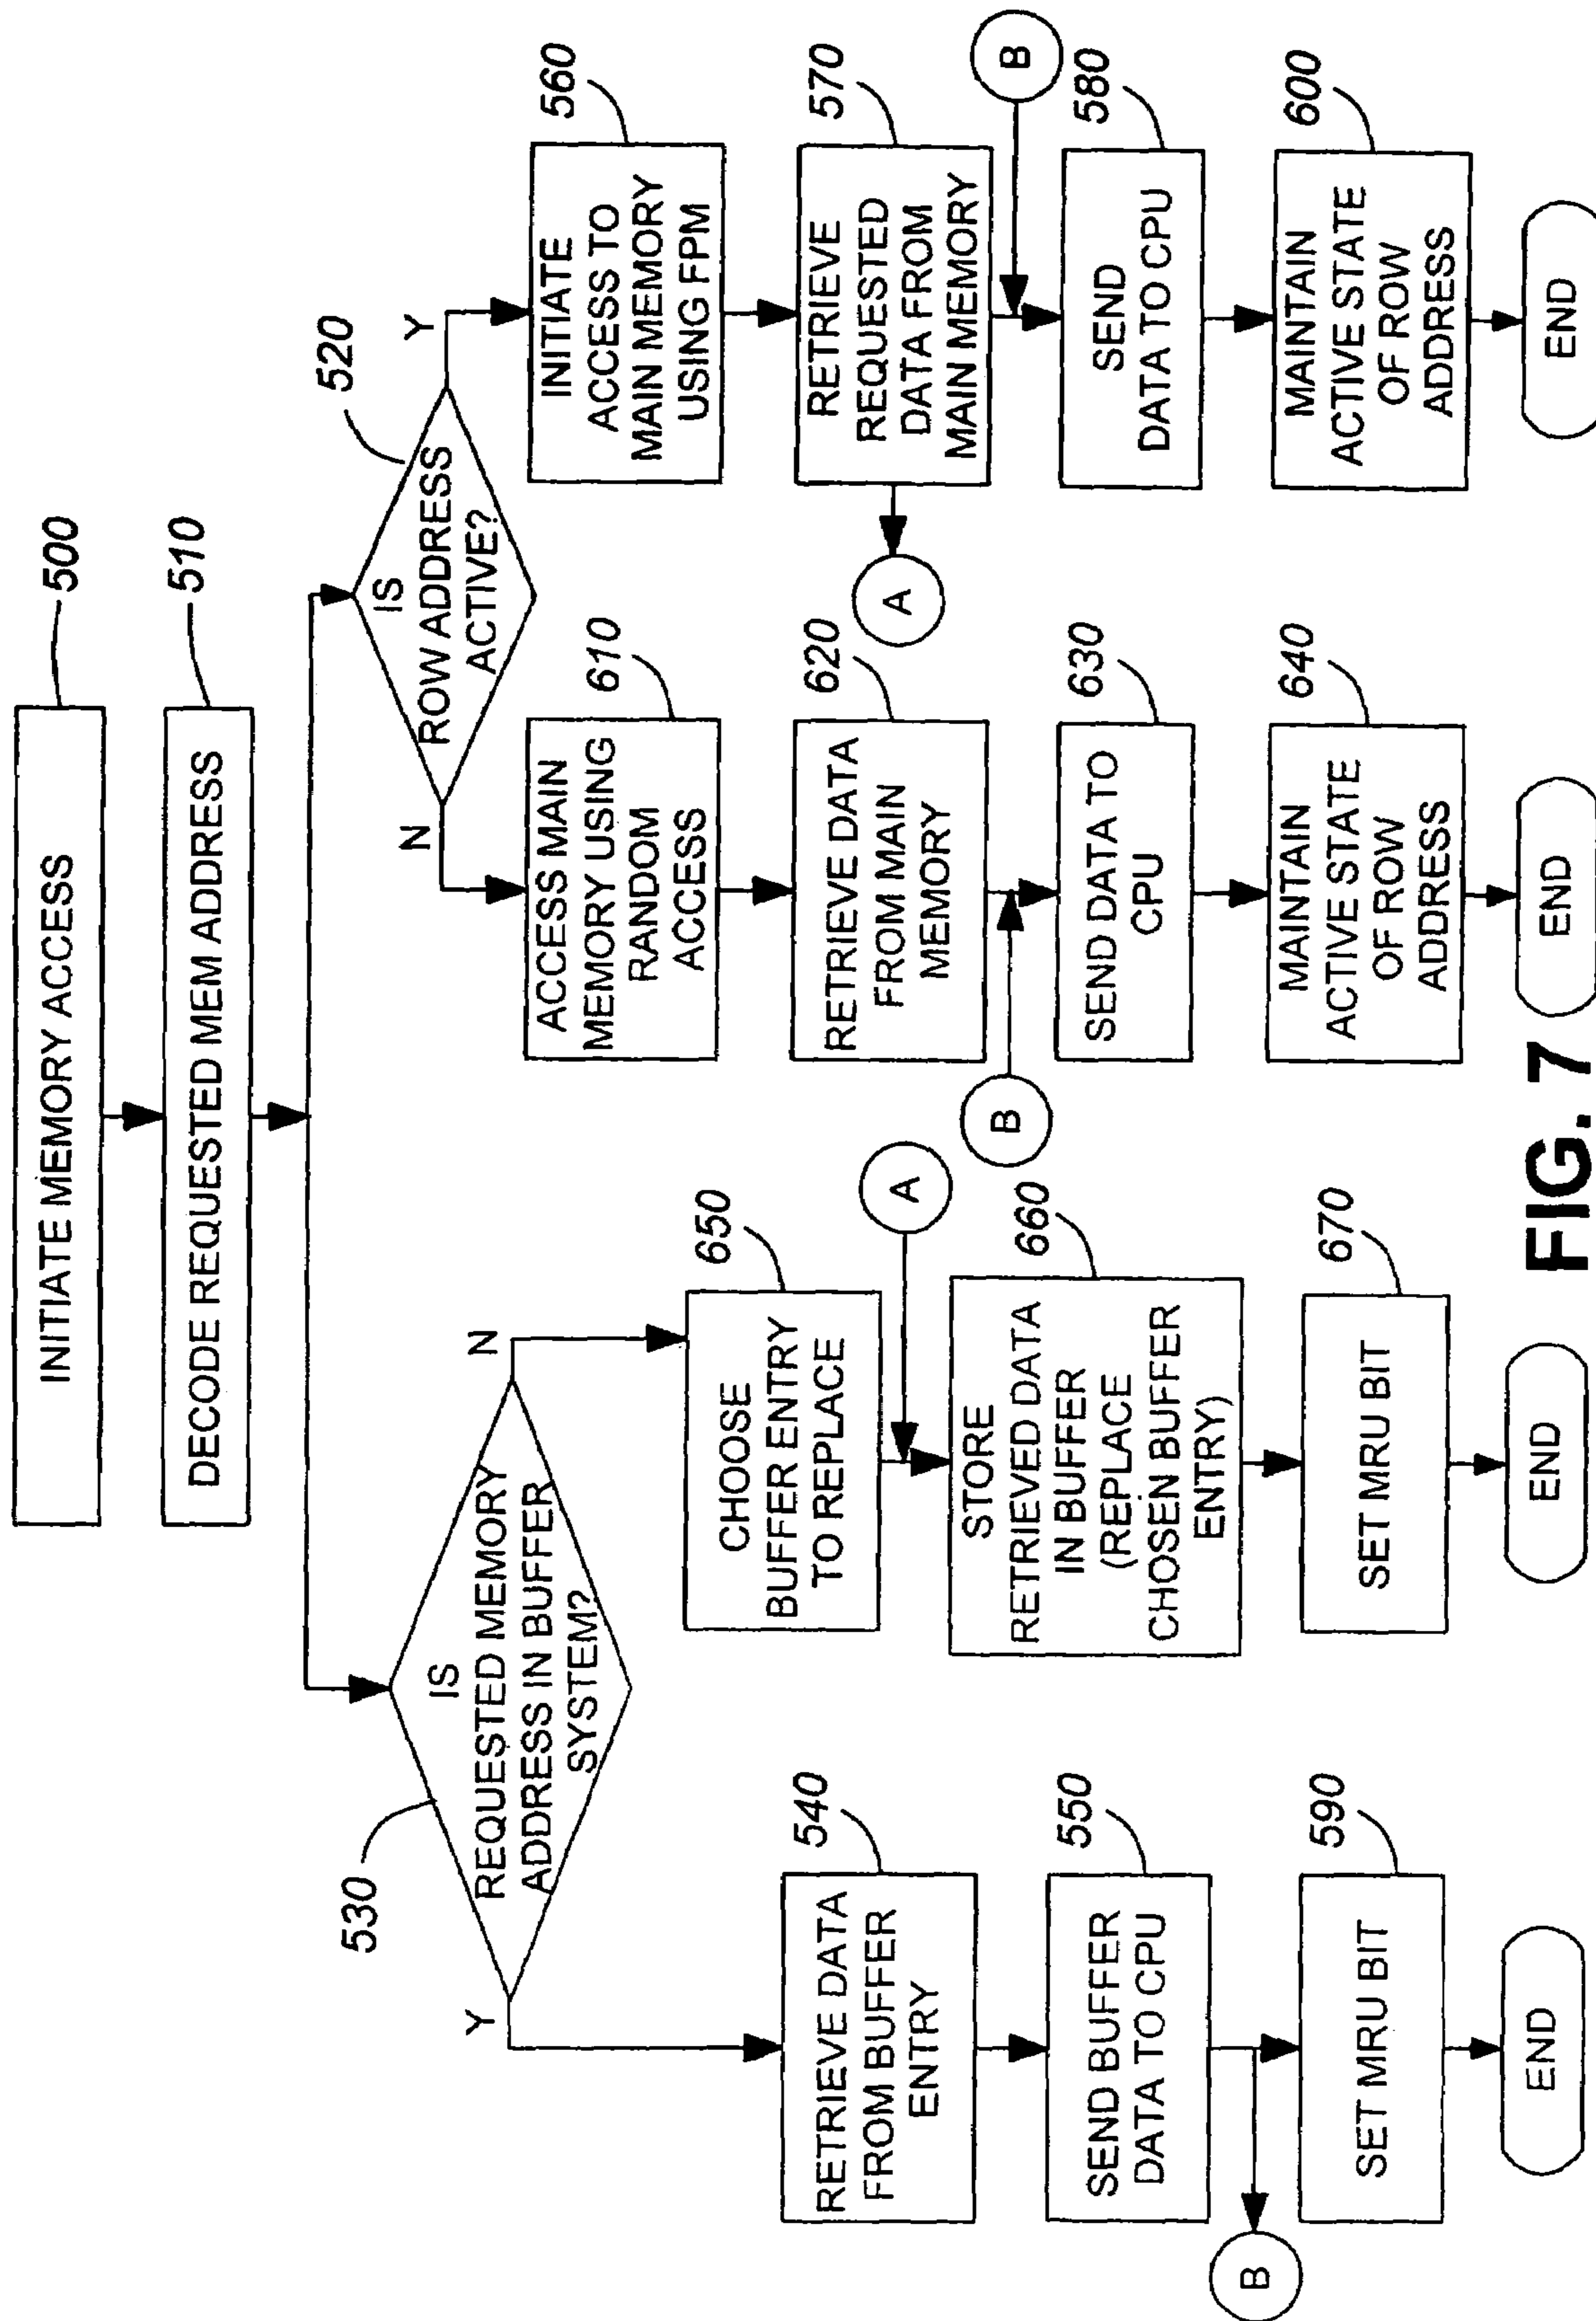 INITIATE MEMORY ACCESS
500
DECODE REQUESTED MEM ADDRESS
510
530
IS
REQUESTED MEMORY
ADDRESS IN BUFFER
SYSTEM?
Y
N
520
IS
ROW ADDRESS
ACTIVE?
N
Y
540
RETRIEVE DATA
FROM BUFFER
ENTRY
550
SEND BUFFER
DATA TO CPU
B
590
SET MRU BIT
END
650
CHOOSE
BUFFER ENTRY
TO REPLACE
A
660
STORE
RETRIEVED DATA
IN BUFFER
(REPLACE
CHOSEN BUFFER
ENTRY)
670
SET MRU BIT
END
610
ACCESS MAIN
MEMORY USING
RANDOM
ACCESS
620
RETRIEVE DATA
FROM MAIN
MEMORY
B
630
SEND DATA TO
CPU
640
MAINTAIN
ACTIVE STATE
OF ROW
ADDRESS
END
560
INITIATE
ACCESS TO
MAIN MEMORY
USING FPM
570
RETRIEVE
REQUESTED
DATA FROM
MAIN MEMORY
A
B
580
SEND
DATA TO CPU
600
MAINTAIN
ACTIVE STATE
OF ROW
ADDRESS
END
FIG. 7